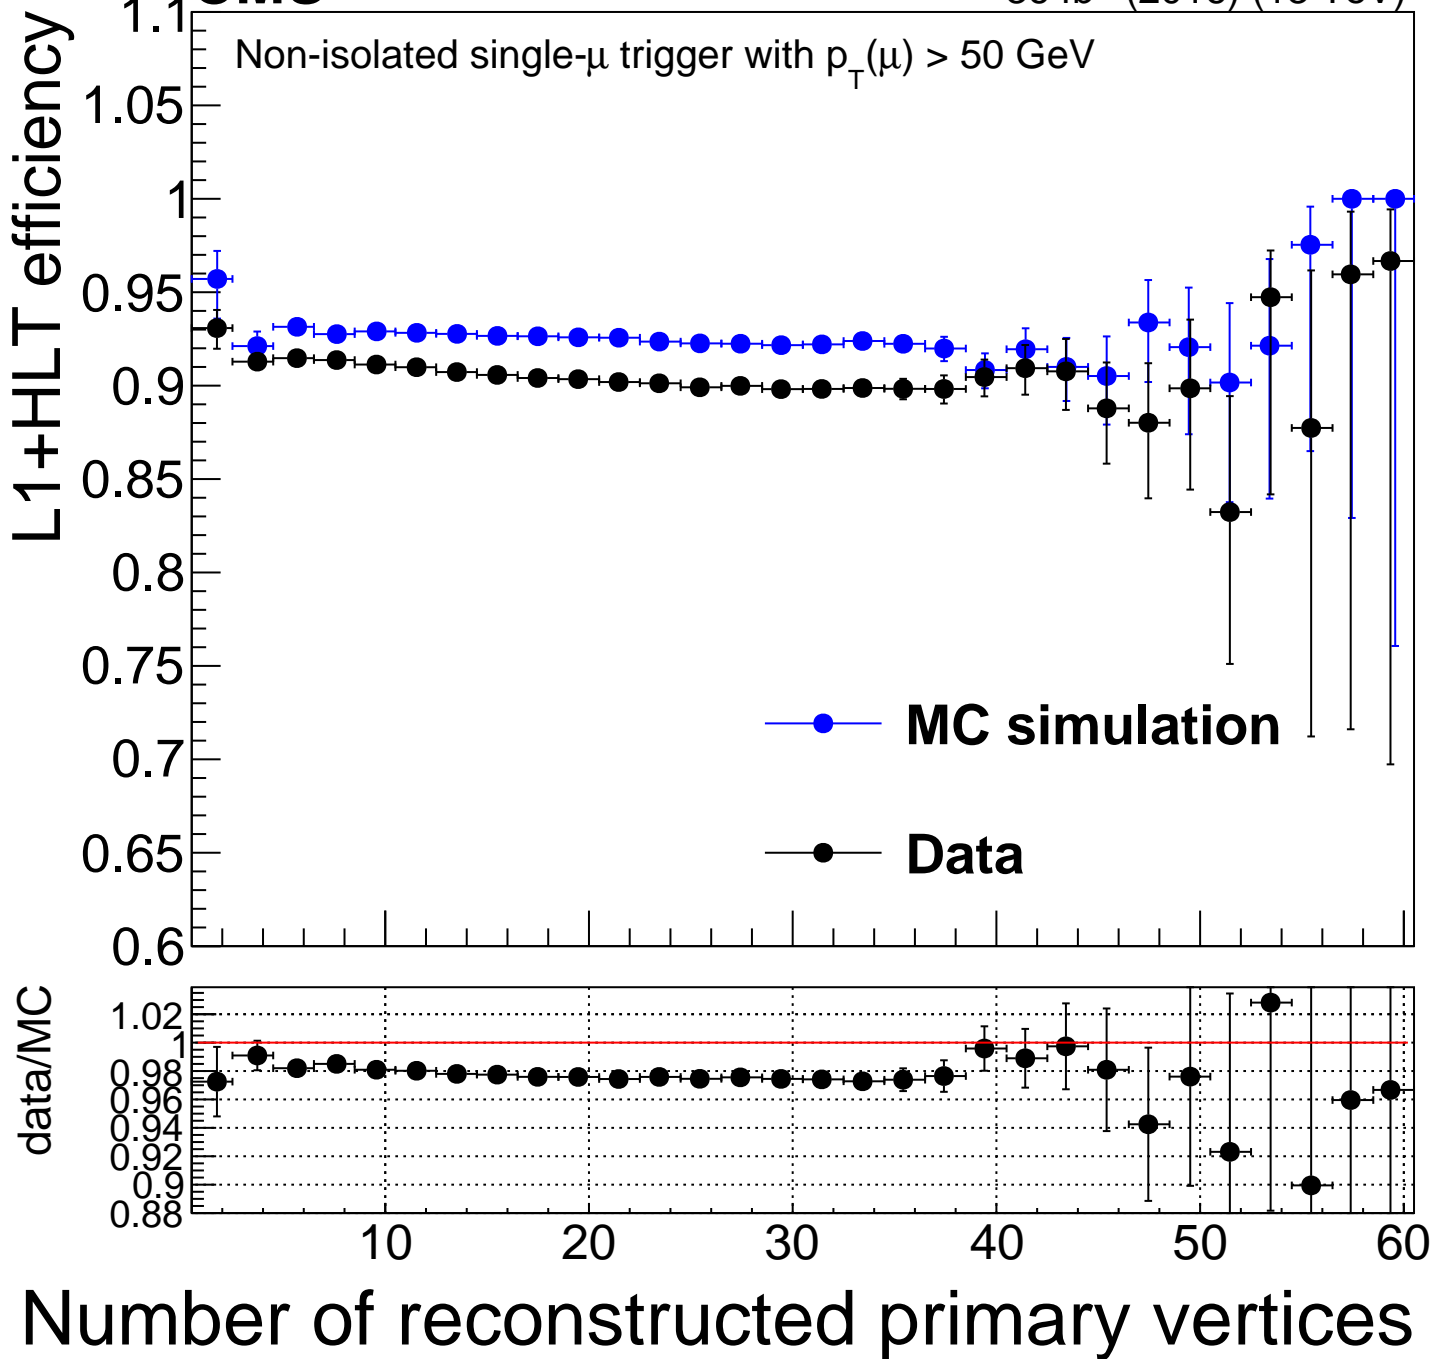 Non-isolated single-μ trigger with p_T(μ) > 50 GeV
L1+HLT efficiency
1.1
1.05
1
0.95
0.9
0.85
0.8
0.75
0.7
0.65
0.6
MC simulation
Data
data/MC
1.02
1
0.98
0.96
0.94
0.92
0.9
0.88
10 20 30 40 50 60
Number of reconstructed primary vertices